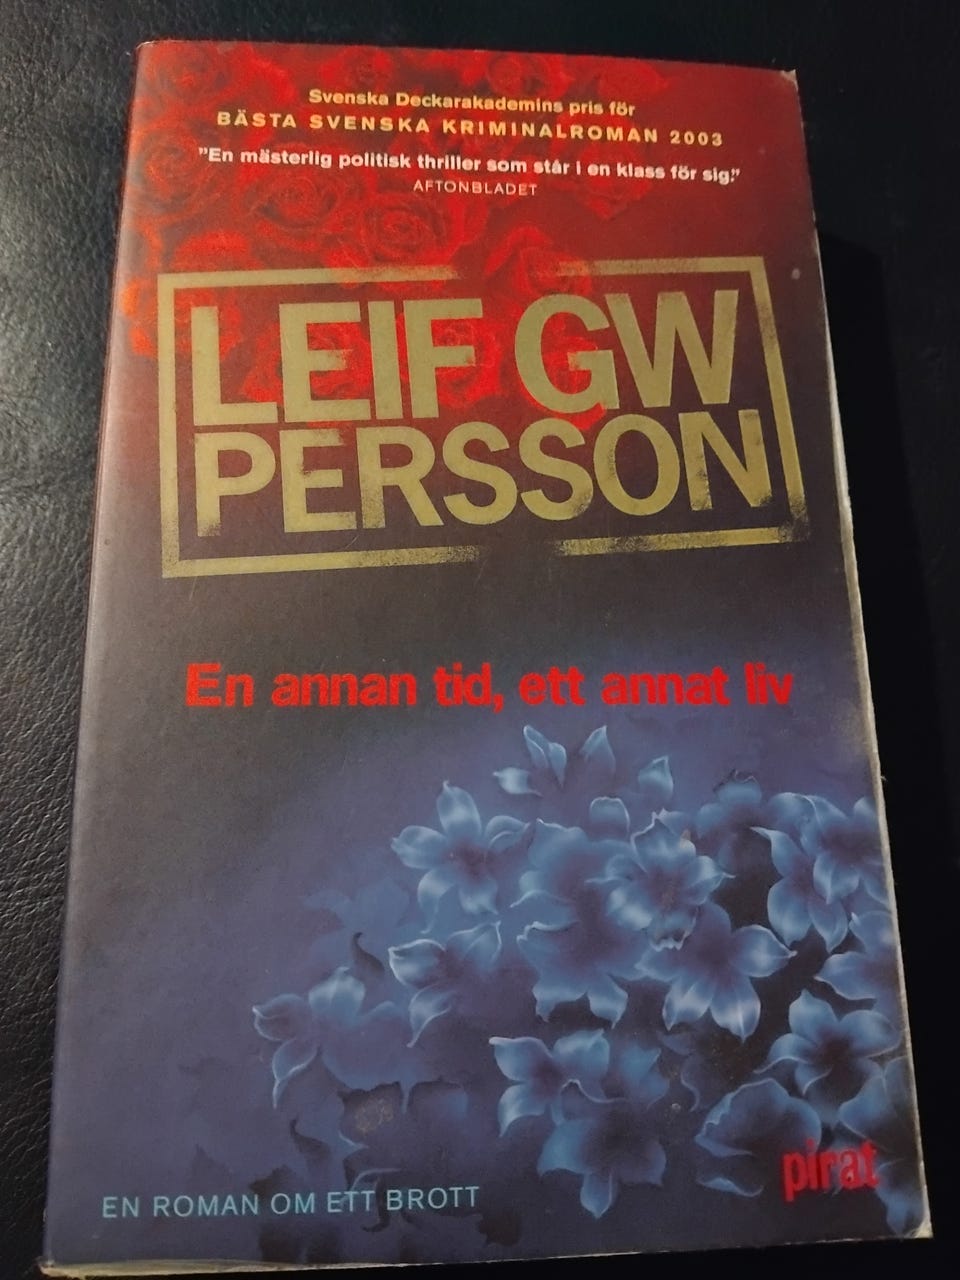 Svenska Deckarakademins pris för
BÄSTA SVENSKA KRIMINALROMAN 2003
"En mästerlig politisk thriller som står i en klass för sig."
AFTONBLADET
LEIF GW
PERSSON
En annan tid, ett annat liv
EN ROMAN OM ETT BROTT
pirat